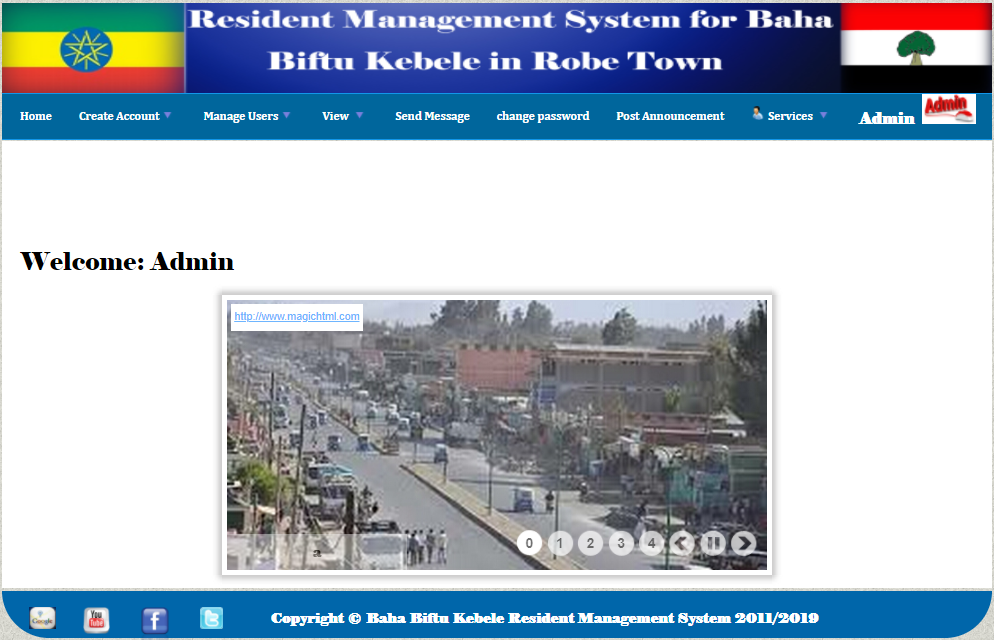 Resident Management System for Baha
Biftu Kebele in Robe Town
Home Create Account Manage Users View Send Message change password Post Announcement Services Admin Admin
Welcome: Admin
http://www.magichtml.com
a
0 1 2 3 4
Google You Tube f t
Copyright © Baha Biftu Kebele Resident Management System 2011/2019